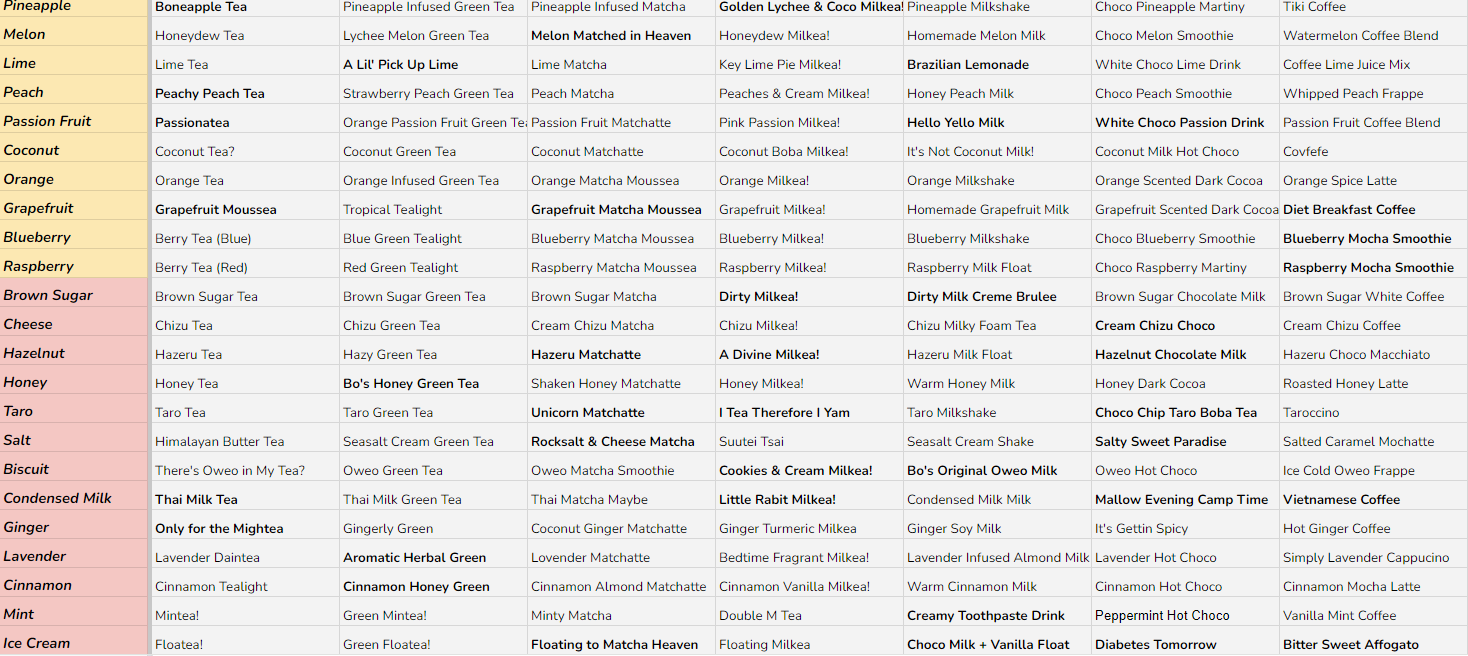 Pineapple Boneapple Tea Pineapple Infused Green Tea Pineapple Infused Matcha Golden Lychee & Coco Milkea! Pineapple Milkshake Choco Pineapple Martiny Tiki Coffee
Melon Honeydew Tea Lychee Melon Green Tea Melon Matched in Heaven Honeydew Milkea! Homemade Melon Milk Choco Melon Smoothie Watermelon Coffee Blend
Lime Lime Tea A Lil' Pick Up Lime Lime Matcha Key Lime Pie Milkea! Brazilian Lemonade White Choco Lime Drink Coffee Lime Juice Mix
Peach Peachy Peach Tea Strawberry Peach Green Tea Peach Matcha Peaches & Cream Milkea! Honey Peach Milk Choco Peach Smoothie Whipped Peach Frappe
Passion Fruit Passionatea Orange Passion Fruit Green Tea Passion Fruit Matchatte Pink Passion Milkea! Hello Yello Milk White Choco Passion Drink Passion Fruit Coffee Blend
Coconut Coconut Tea? Coconut Green Tea Coconut Matchatte Coconut Boba Milkea! It's Not Coconut Milk! Coconut Milk Hot Choco Covfefe
Orange Orange Tea Orange Infused Green Tea Orange Matcha Moussea Orange Milkea! Orange Milkshake Orange Scented Dark Cocoa Orange Spice Latte
Grapefruit Grapefruit Moussea Tropical Tealight Grapefruit Matcha Moussea Grapefruit Milkea! Homemade Grapefruit Milk Grapefruit Scented Dark Cocoa Diet Breakfast Coffee
Blueberry Berry Tea (Blue) Blue Green Tealight Blueberry Matcha Moussea Blueberry Milkea! Blueberry Milkshake Choco Blueberry Smoothie Blueberry Mocha Smoothie
Raspberry Berry Tea (Red) Red Green Tealight Raspberry Matcha Moussea Raspberry Milkea! Raspberry Milk Float Choco Raspberry Martiny Raspberry Mocha Smoothie
Brown Sugar Brown Sugar Tea Brown Sugar Green Tea Brown Sugar Matcha Dirty Milkea! Dirty Milk Creme Brulee Brown Sugar Chocolate Milk Brown Sugar White Coffee
Cheese Chizu Tea Chizu Green Tea Cream Chizu Matcha Chizu Milkea! Chizu Milky Foam Tea Cream Chizu Choco Cream Chizu Coffee
Hazelnut Hazeru Tea Hazy Green Tea Hazeru Matchatte A Divine Milkea! Hazeru Milk Float Hazelnut Chocolate Milk Hazeru Choco Macchiato
Honey Honey Tea Bo's Honey Green Tea Shaken Honey Matchatte Honey Milkea! Warm Honey Milk Honey Dark Cocoa Roasted Honey Latte
Taro Taro Tea Taro Green Tea Unicorn Matchatte I Tea Therefore I Yam Taro Milkshake Choco Chip Taro Boba Tea Taroccino
Salt Himalayan Butter Tea Seasalt Cream Green Tea Rocksalt & Cheese Matcha Suutei Tsai Seasalt Cream Shake Salty Sweet Paradise Salted Caramel Mochatte
Biscuit There's Oweo in My Tea? Oweo Green Tea Oweo Matcha Smoothie Cookies & Cream Milkea! Bo's Original Oweo Milk Oweo Hot Choco Ice Cold Oweo Frappe
Condensed Milk Thai Milk Tea Thai Milk Green Tea Thai Matcha Maybe Little Rabit Milkea! Condensed Milk Milk Mallow Evening Camp Time Vietnamese Coffee
Ginger Only for the Mightea Gingerly Green Coconut Ginger Matchatte Ginger Turmeric Milkea Ginger Soy Milk It's Gettin Spicy Hot Ginger Coffee
Lavender Lavender Daintea Aromatic Herbal Green Lovender Matchatte Bedtime Fragrant Milkea! Lavender Infused Almond Milk Lavender Hot Choco Simply Lavender Cappucino
Cinnamon Cinnamon Tealight Cinnamon Honey Green Cinnamon Almond Matchatte Cinnamon Vanilla Milkea! Warm Cinnamon Milk Cinnamon Hot Choco Cinnamon Mocha Latte
Mint Mintea! Green Mintea! Minty Matcha Double M Tea Creamy Toothpaste Drink Peppermint Hot Choco Vanilla Mint Coffee
Ice Cream Floatea! Green Floatea! Floating to Matcha Heaven Floating Milkea Choco Milk + Vanilla Float Diabetes Tomorrow Bitter Sweet Affogato